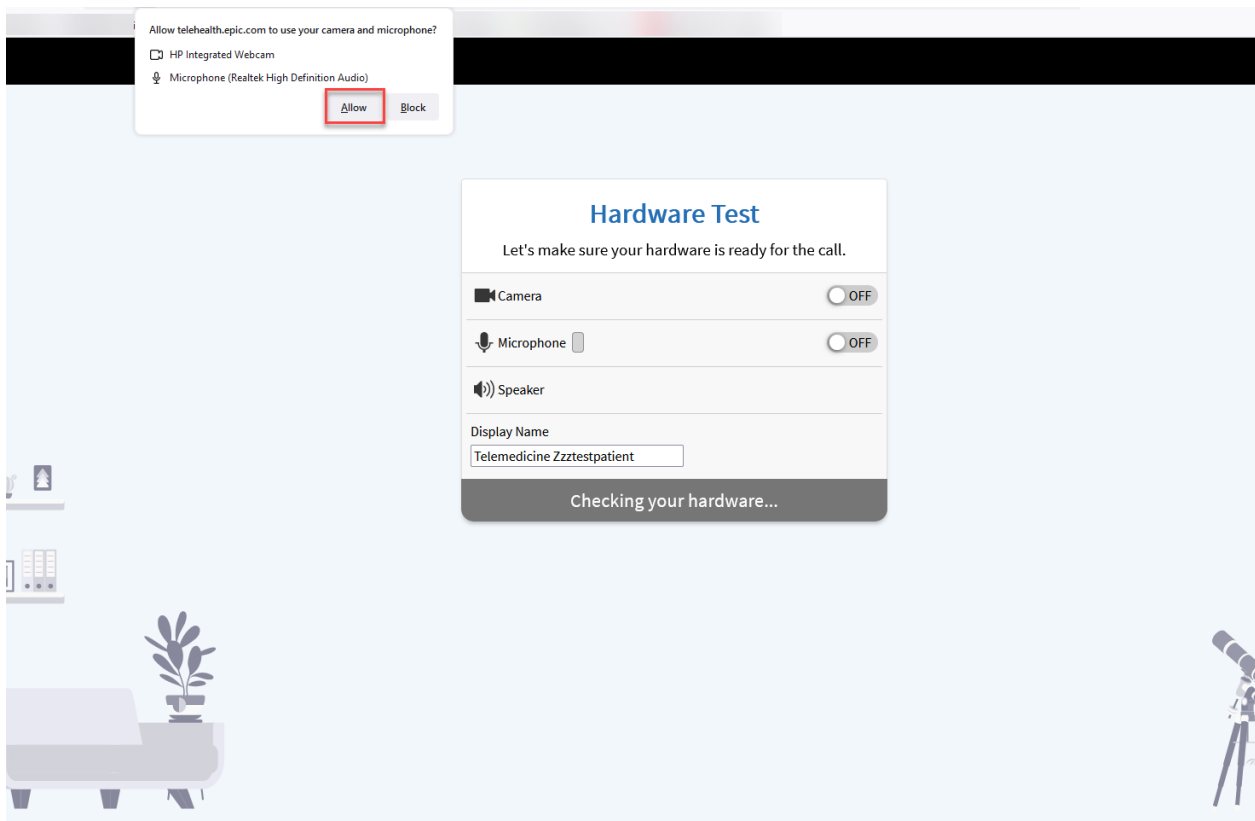 Allow telehealth.epic.com to use your camera and microphone?
HP Integrated Webcam
Microphone (Realtek High Definition Audio)
Allow Block
Hardware Test
Let's make sure your hardware is ready for the call.
Camera OFF
Microphone OFF
Speaker
Display Name
Telemedicine Zzztestpatient
Checking your hardware...